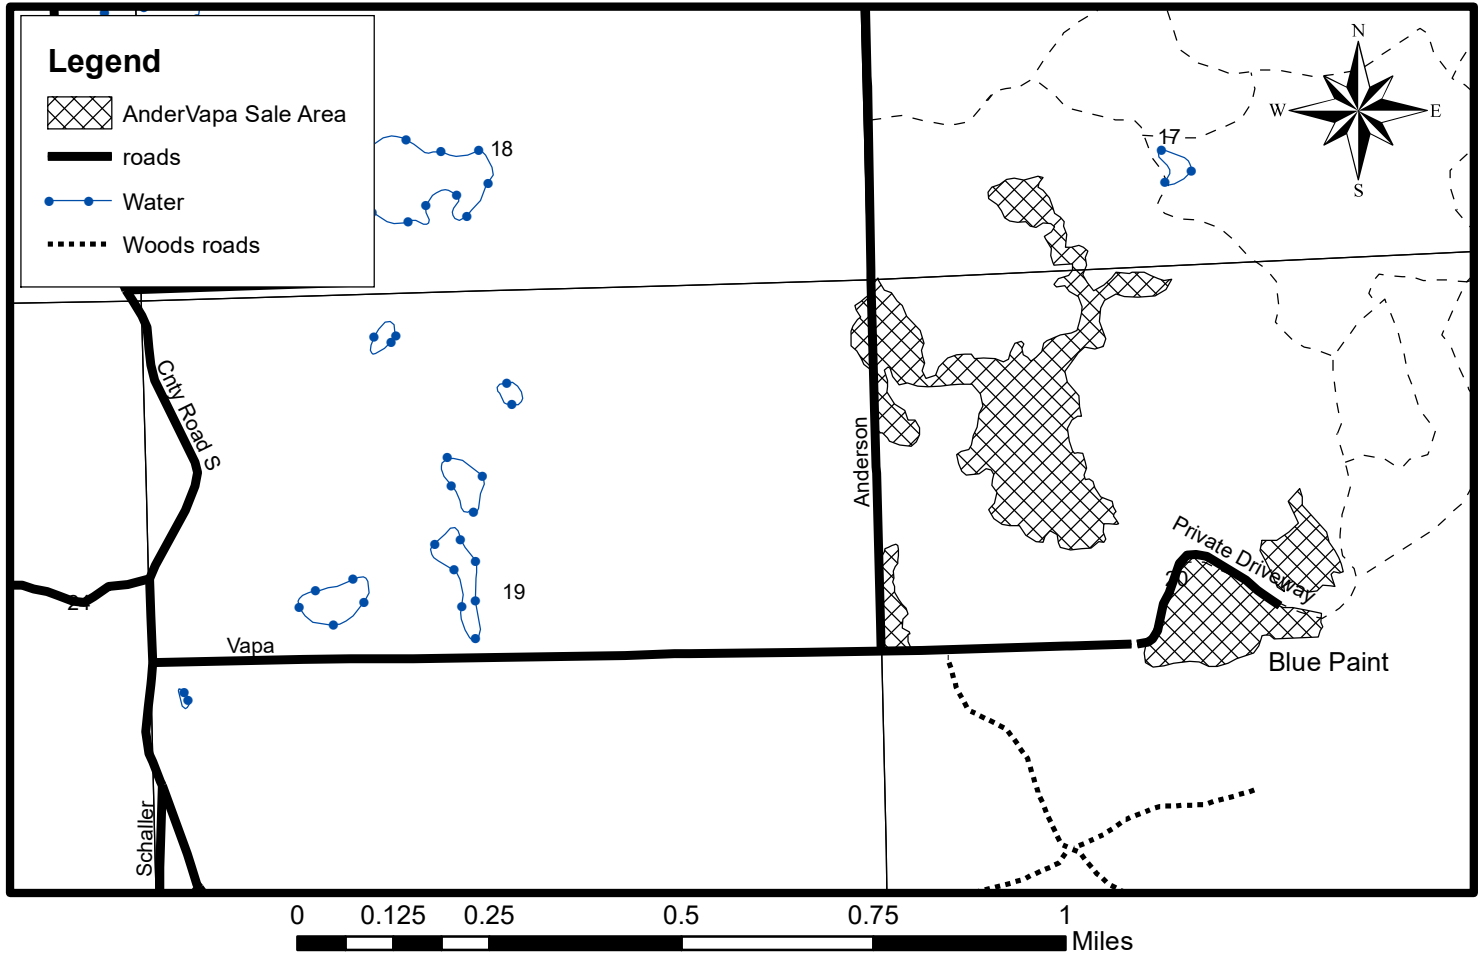 Legend
AnderVapa Sale Area
roads
Water
Woods roads
N
W
E
S
17
18
Cnty Road S
Anderson
Private Driveway
20
19
Vapa
Blue Paint
Schaller
0 0.125 0.25 0.5 0.75 1
Miles